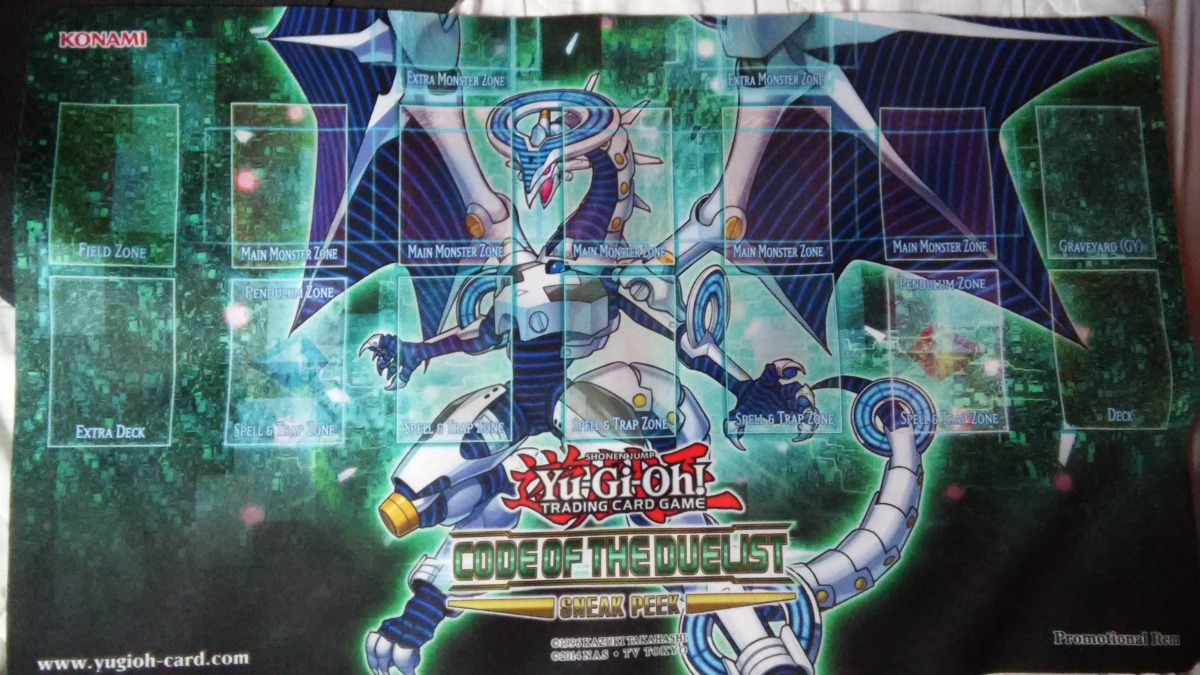 KONAMI
EXTRA MONSTER ZONE
EXTRA MONSTER ZONE
FIELD ZONE
MAIN MONSTER ZONE
MAIN MONSTER ZONE
MAIN MONSTER ZONE
MAIN MONSTER ZONE
MAIN MONSTER ZONE
GRAVEYARD (GY)
PENDULUM ZONE
PENDULUM ZONE
EXTRA DECK
SPELL & TRAP ZONE
SPELL & TRAP ZONE
SPELL & TRAP ZONE
SPELL & TRAP ZONE
SPELL & TRAP ZONE
DECK
SHONEN JUMP
Yu-Gi-Oh!
TRADING CARD GAME
CODE OF THE DUELIST
SNEAK PEEK
©1996 KAZUKI TAKAHASHI
©2014 NAS • TV TOKYO
www.yugioh-card.com
Promotional Item